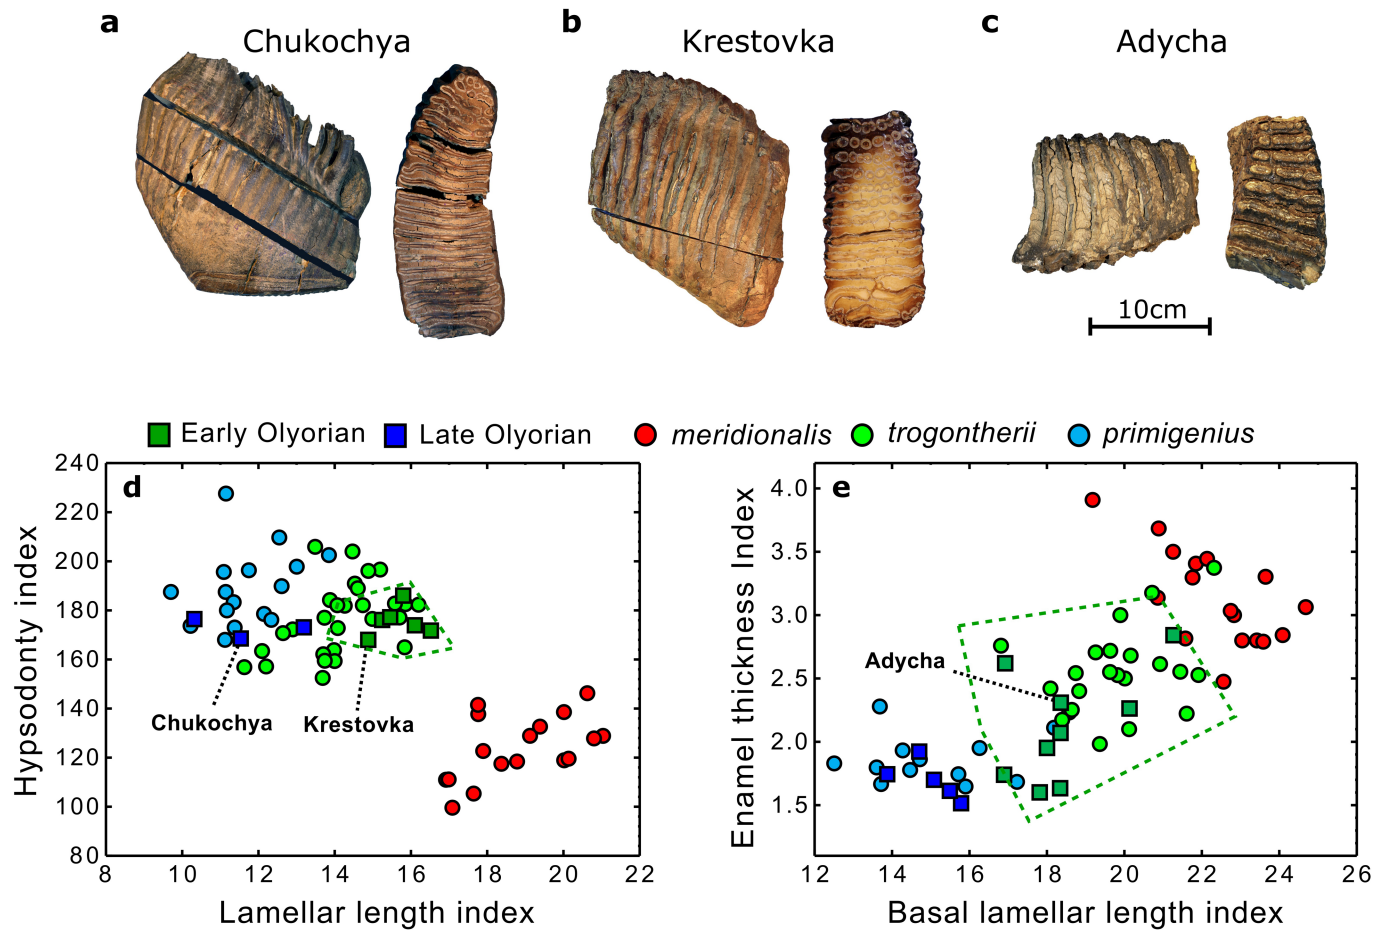 a
Chukochya
b
Krestovka
c
Adycha
10cm
Early Olyorian
Late Olyorian
meridionalis
trogontherii
primigenius
d
Hypsodonty index
240
220
200
180
160
140
120
100
80
8 10 12 14 16 18 20 22
Lamellar length index
Chukochya
Krestovka
e
Enamel thickness Index
4.0
3.5
3.0
2.5
2.0
1.5
12 14 16 18 20 22 24 26
Basal lamellar length index
Adycha